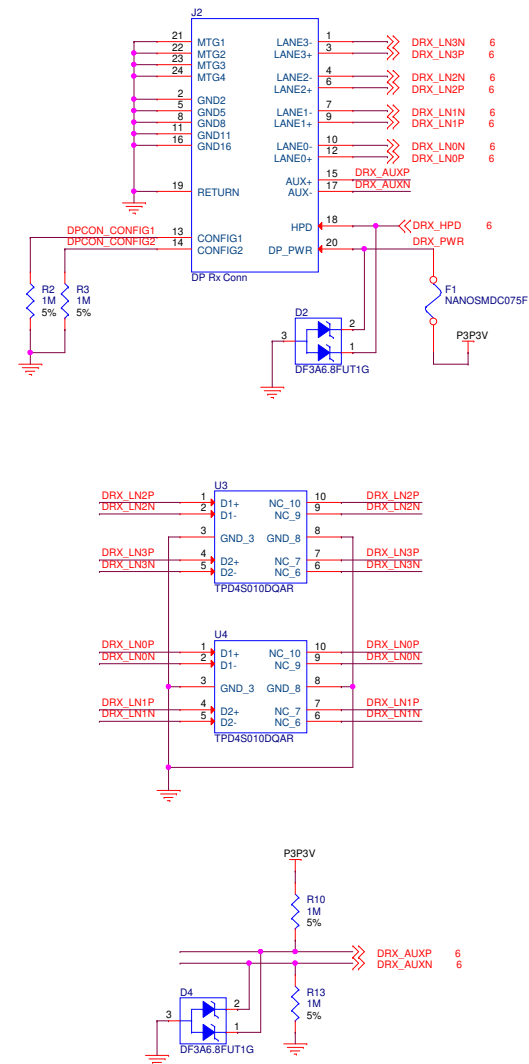 J2
21 MTG1 LANE3- 1 DRX_LN3N 6
22 MTG2 LANE3+ 3 DRX_LN3P 6
23 MTG3
24 MTG4 LANE2- 4 DRX_LN2N 6
LANE2+ 6 DRX_LN2P 6
2 GND2
5 GND5 LANE1- 7 DRX_LN1N 6
8 GND8 LANE1+ 9 DRX_LN1P 6
11 GND11
16 GND16 LANE0- 10 DRX_LN0N 6
LANE0+ 12 DRX_LN0P 6
AUX+ 15 DRX_AUXP
19 RETURN AUX- 17 DRX_AUXN
HPD 18 DRX_HPD 6
DPCON_CONFIG1 13 CONFIG1
DPCON_CONFIG2 14 CONFIG2 DP_PWR 20 DRX_PWR
DP Rx Conn
R2 R3
1M 1M
5% 5%
F1
NANOSMDC075F
P3P3V
D2
3 2
1
DF3A6.8FUT1G
U3
DRX_LN2P 1 D1+ NC_10 10 DRX_LN2P
DRX_LN2N 2 D1- NC_9 9 DRX_LN2N
3 GND_3 GND_8 8
DRX_LN3P 4 D2+ NC_7 7 DRX_LN3P
DRX_LN3N 5 D2- NC_6 6 DRX_LN3N
TPD4S010DQAR
U4
DRX_LN0P 1 D1+ NC_10 10 DRX_LN0P
DRX_LN0N 2 D1- NC_9 9 DRX_LN0N
3 GND_3 GND_8 8
DRX_LN1P 4 D2+ NC_7 7 DRX_LN1P
DRX_LN1N 5 D2- NC_6 6 DRX_LN1N
TPD4S010DQAR
P3P3V
R10
1M
5%
DRX_AUXP 6
DRX_AUXN 6
D4
3 2
1
DF3A6.8FUT1G
R13
1M
5%